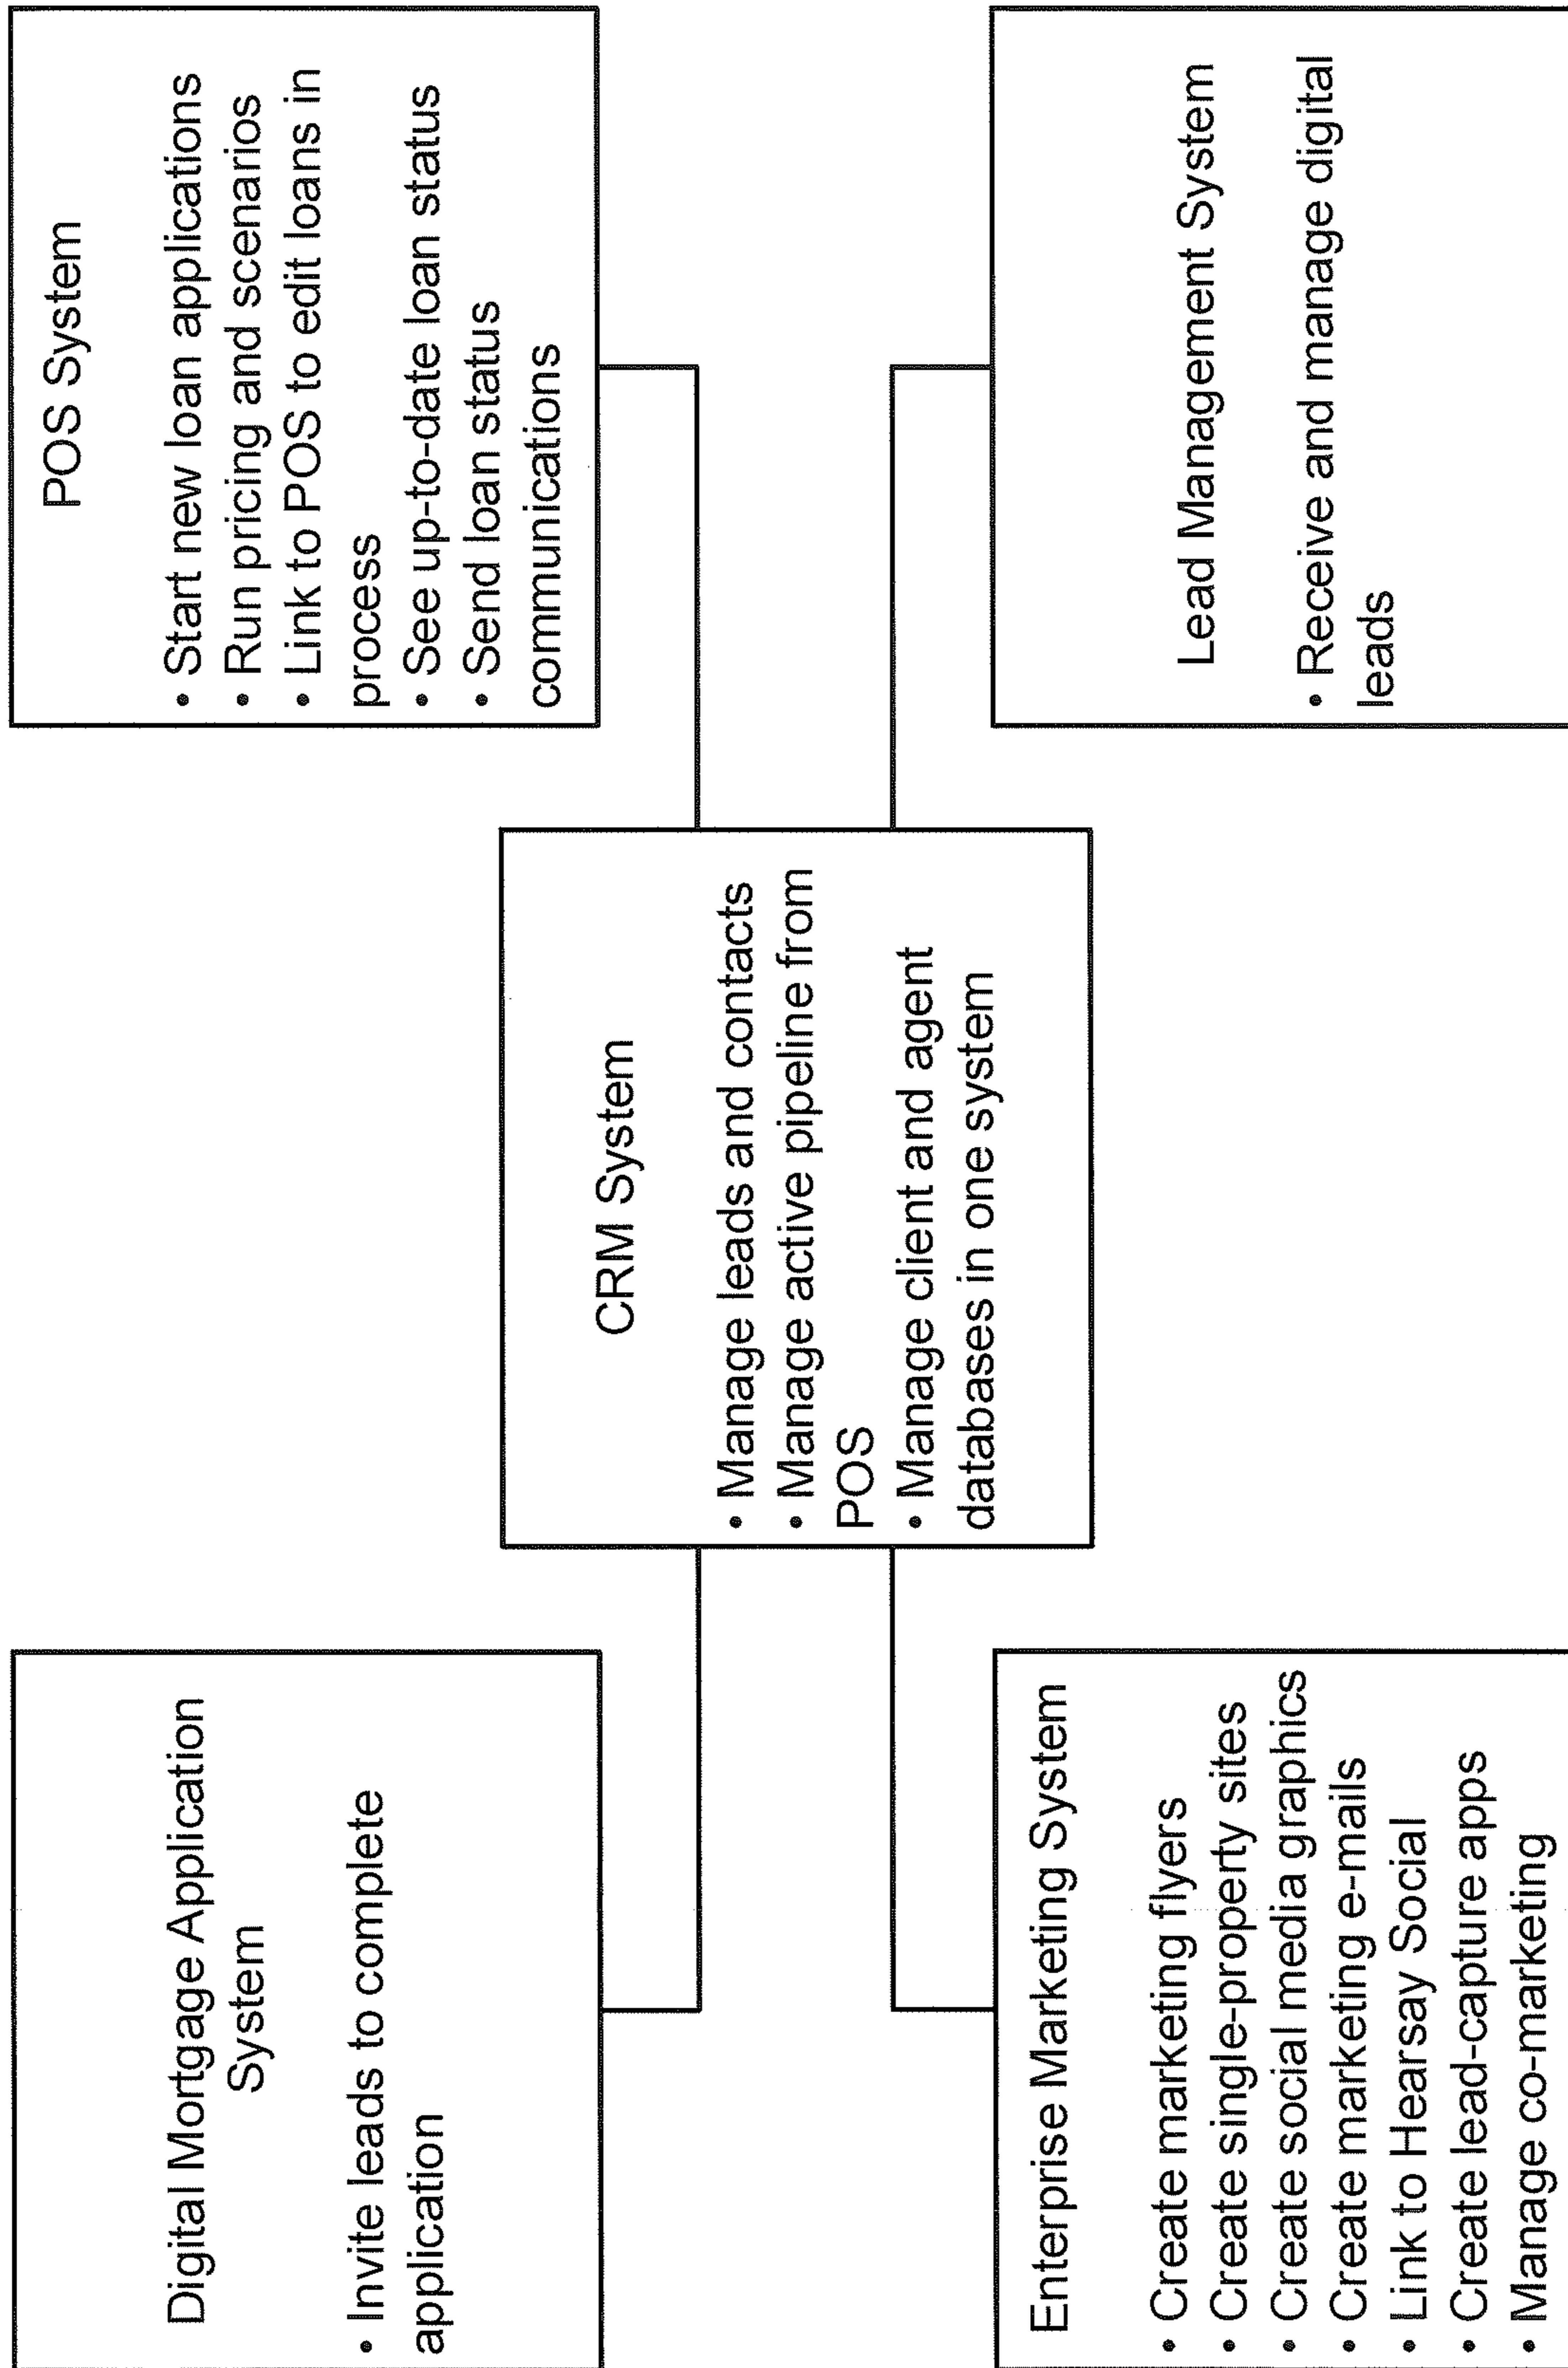 Digital Mortgage Application
System
• Invite leads to complete
application
POS System
• Start new loan applications
• Run pricing and scenarios
• Link to POS to edit loans in
process
• See up-to-date loan status
• Send loan status
communications
CRM System
• Manage leads and contacts
• Manage active pipeline from
POS
• Manage client and agent
databases in one system
Enterprise Marketing System
• Create marketing flyers
• Create single-property sites
• Create social media graphics
• Create marketing e-mails
• Link to Hearsay Social
• Create lead-capture apps
• Manage co-marketing
Lead Management System
• Receive and manage digital
leads